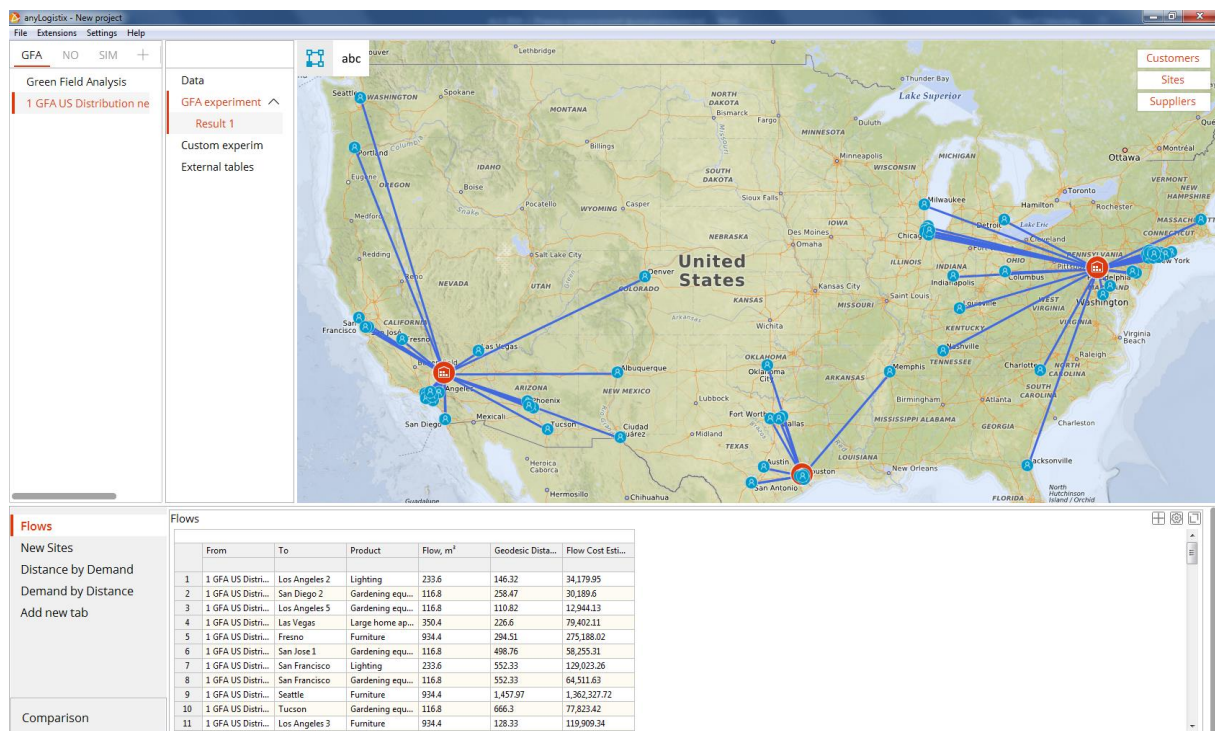 anyLogistix - New project
File Extensions Settings Help
GFA NO SIM
Green Field Analysis
1 GFA US Distribution ne
Data
GFA experiment
Result 1
Custom experim
External tables
abc
Customers
Sites
Suppliers
Lethbridge
Thunder Bay
Lake Superior
Seattle
WASHINGTON
Spokane
MONTANA
NORTH DAKOTA
Bismarck
Fargo
Duluth
MINNESOTA
Portland
Columbia
Billings
Minneapolis
WISCONSIN
MICHIGAN
Ottawa
Montréal
IDAHO
SOUTH DAKOTA
VERMONT
NEW HAMPSHIRE
Eugene
OREGON
Boise
Pocatello
Snake
WYOMING
Casper
Sioux Falls
Milwaukee
Toronto
Hamilton
Rochester
Medford
IOWA
Detroit
Lake Erie
Des Moines
Omaha
NEBRASKA
Cleveland
CONNECTICUT
Redding
Salt Lake City
United States
ILLINOIS
INDIANA
OHIO
PENNSYLVANIA
Reno
NEVADA
UTAH
Green
Denver
COLORADO
Kansas City
Indianapolis
Columbus
KANSAS
MISSOURI
Saint Louis
WEST VIRGINIA
Washington
San Francisco
CALIFORNIA
Arkansas
Wichita
KENTUCKY
VIRGINIA
Virginia Beach
Las Vegas
Nashville
Raleigh
OKLAHOMA
Oklahoma City
Albuquerque
Memphis
TENNESSEE
Charlotte
NORTH CAROLINA
ARIZONA
NEW MEXICO
ARKANSAS
Phoenix
Lubbock
Birmingham
Atlanta
SOUTH CAROLINA
San Diego
Mexicali
Tucson
Fort Worth
MISSISSIPPI
ALABAMA
GEORGIA
Charleston
Ciudad Juárez
Midland
TEXAS
LOUISIANA
Heroica Caborca
Austin
New Orleans
San Antonio
Hermosillo
Chihuahua
FLORIDA
North Hutchinson Island / Orchid
Flows
New Sites
Distance by Demand
Demand by Distance
Add new tab
Comparison
Flows
From To Product Flow, m³ Geodesic Dista... Flow Cost Esti...
1 1 GFA US Distri... Los Angeles 2 Lighting 233.6 146.32 34,179.95
2 1 GFA US Distri... San Diego 2 Gardening equ... 116.8 258.47 30,189.6
3 1 GFA US Distri... Los Angeles 5 Gardening equ... 116.8 110.82 12,944.13
4 1 GFA US Distri... Las Vegas Large home ap... 350.4 226.6 79,402.11
5 1 GFA US Distri... Fresno Furniture 934.4 294.51 275,188.02
6 1 GFA US Distri... San Jose 1 Gardening equ... 116.8 498.76 58,255.31
7 1 GFA US Distri... San Francisco Lighting 233.6 552.33 129,023.26
8 1 GFA US Distri... San Francisco Gardening equ... 116.8 552.33 64,511.63
9 1 GFA US Distri... Seattle Furniture 934.4 1,457.97 1,362,327.72
10 1 GFA US Distri... Tucson Gardening equ... 116.8 666.3 77,823.42
11 1 GFA US Distri... Los Angeles 3 Furniture 934.4 128.33 119,909.34